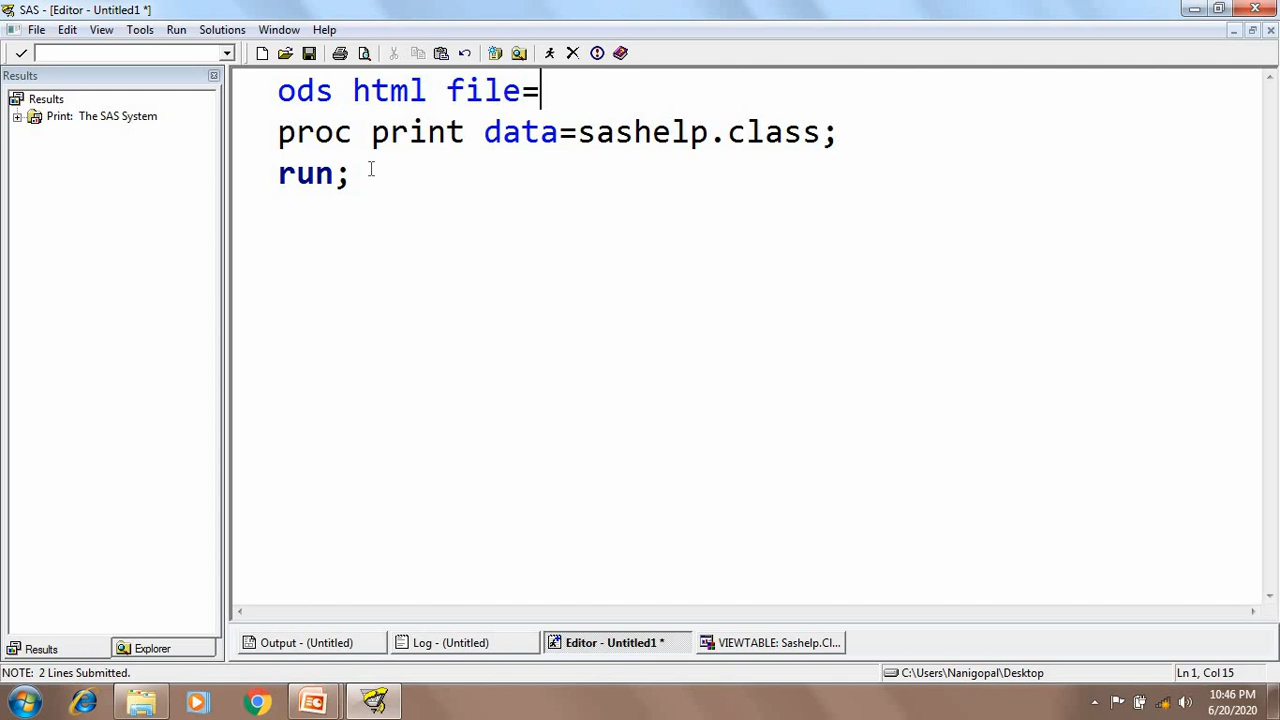 SAS - [Editor - Untitled1 *]
File Edit View Tools Run Solutions Window Help
Results
Results
Print: The SAS System
ods html file=
proc print data=sashelp.class;
run;
Results Explorer
Output - (Untitled) Log - (Untitled) Editor - Untitled1 * VIEWTABLE: Sashelp.Cl...
NOTE: 2 Lines Submitted. C:\Users\Nanigopal\Desktop Ln 1, Col 15
10:46 PM
6/20/2020